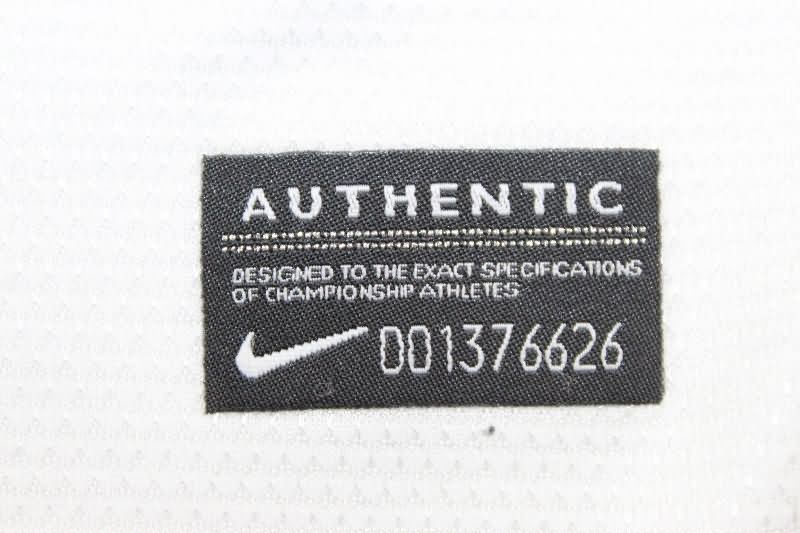 AUTHENTIC
DESIGNED TO THE EXACT SPECIFICATIONS
OF CHAMPIONSHIP ATHLETES
001376626